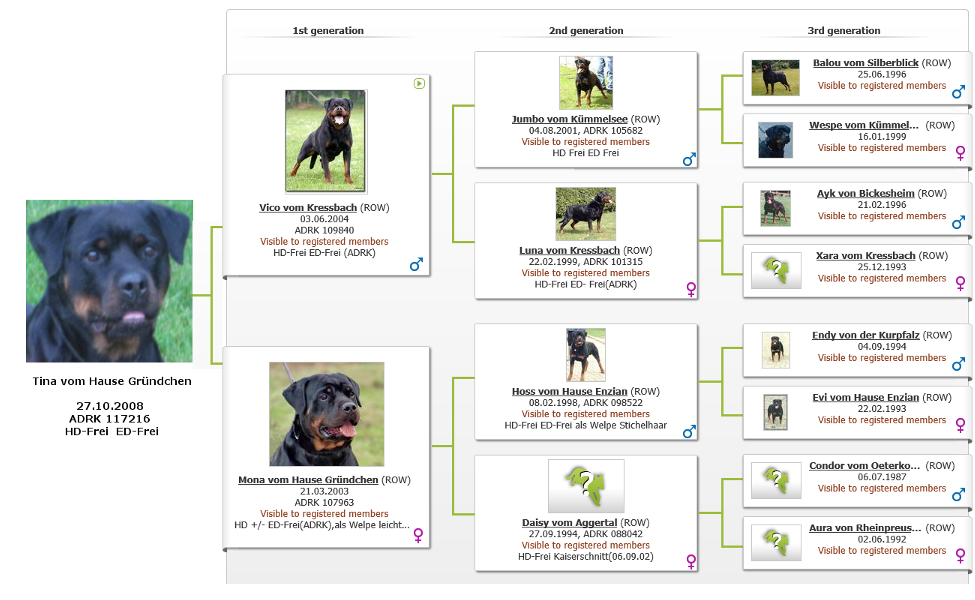 1st generation
2nd generation
3rd generation
Tina vom Hause Gründchen
27.10.2008
ADRK 117216
HD-Frei ED-Frei
Vico vom Kressbach (ROW)
03.06.2004
ADRK 109840
Visible to registered members
HD-Frei ED-Frei (ADRK)
Mona vom Hause Gründchen (ROW)
21.03.2003
ADRK 107963
Visible to registered members
HD +/- ED-Frei(ADRK),als Welpe leicht...
Jumbo vom Kümmelsee (ROW)
04.08.2001, ADRK 105682
Visible to registered members
HD Frei ED Frei
Luna vom Kressbach (ROW)
22.02.1999, ADRK 101315
Visible to registered members
HD-Frei ED- Frei(ADRK)
Hoss vom Hause Enzian (ROW)
08.02.1998, ADRK 098522
Visible to registered members
HD-Frei ED-Frei als Welpe Stichelhaar
Daisy vom Aggertal (ROW)
27.09.1994, ADRK 088042
Visible to registered members
HD-Frei Kaiserschnitt(06.09.02)
Balou vom Silberblick (ROW)
25.06.1996
Visible to registered members
Wespe vom Kümmel... (ROW)
16.01.1999
Visible to registered members
Ayk von Bickesheim (ROW)
21.02.1996
Visible to registered members
Xara vom Kressbach (ROW)
25.12.1993
Visible to registered members
Endy von der Kurpfalz (ROW)
04.09.1994
Visible to registered members
Evi vom Hause Enzian (ROW)
22.02.1993
Visible to registered members
Condor vom Oeterko... (ROW)
06.07.1987
Visible to registered members
Aura von Rheinpreus... (ROW)
02.06.1992
Visible to registered members